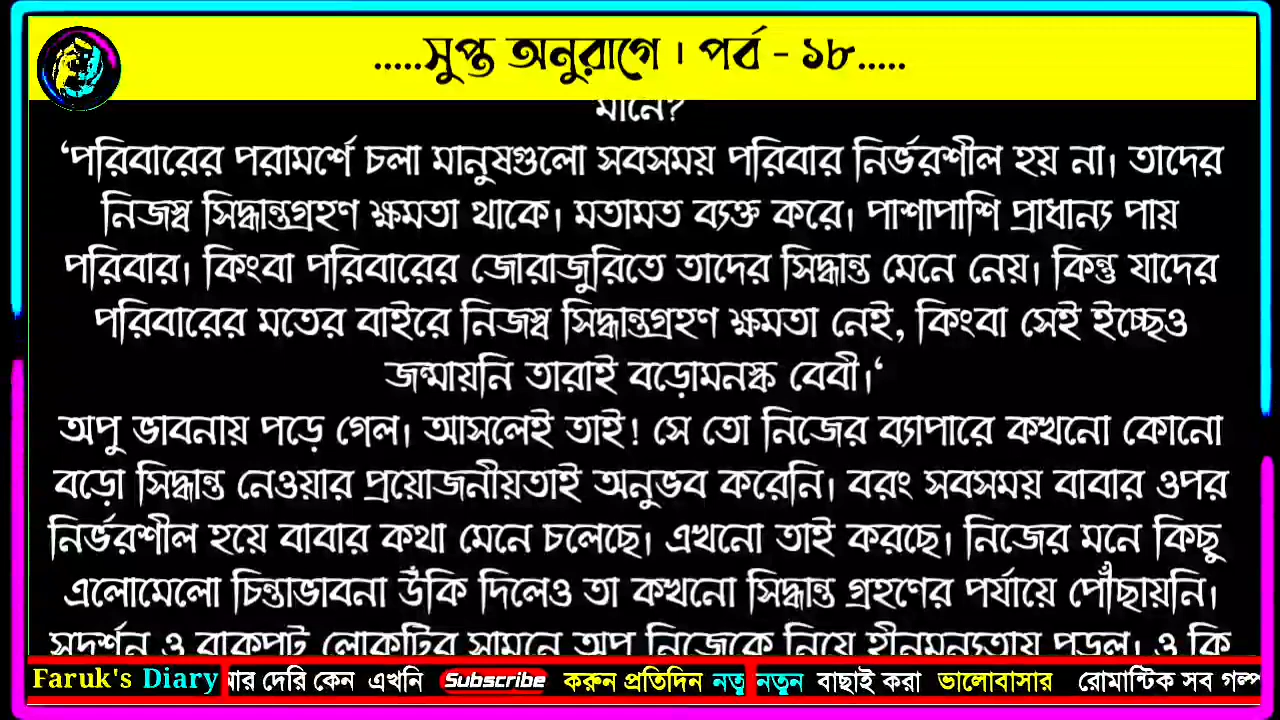 .....সুপ্ত অনুরাগে । পর্ব - ১৮.....
মানে?
‘পরিবারের পরামর্শে চলা মানুষগুলো সবসময় পরিবার নির্ভরশীল হয় না। তাদের
নিজস্ব সিদ্ধান্তগ্রহণ ক্ষমতা থাকে। মতামত ব্যক্ত করে। পাশাপাশি প্রাধান্য পায়
পরিবার। কিংবা পরিবারের জোরাজুরিতে তাদের সিদ্ধান্ত মেনে নেয়। কিন্তু যাদের
পরিবারের মতের বাইরে নিজস্ব সিদ্ধান্তগ্রহণ ক্ষমতা নেই, কিংবা সেই ইচ্ছেও
জন্মায়নি তারাই বড়োমনস্ক বেবী।‘
অপু ভাবনায় পড়ে গেল। আসলেই তাই! সে তো নিজের ব্যাপারে কখনো কোনো
বড়ো সিদ্ধান্ত নেওয়ার প্রয়োজনীয়তাই অনুভব করেনি। বরং সবসময় বাবার ওপর
নির্ভরশীল হয়ে বাবার কথা মেনে চলেছে। এখনো তাই করছে। নিজের মনে কিছু
এলোমেলো চিন্তাভাবনা উঁকি দিলেও তা কখনো সিদ্ধান্ত গ্রহণের পর্যায়ে পৌঁছায়নি।
সুদর্শন ও বাকপটু লোকটির সামনে অপু নিজেকে নিয়ে হীনমন্যতায় পড়ল। ও কি
Faruk's Diary আর দেরি কেন এখনি Subscribe করুন প্রতিদিন নতু নতুন বাছাই করা ভালোবাসার রোমান্টিক সব গল্প